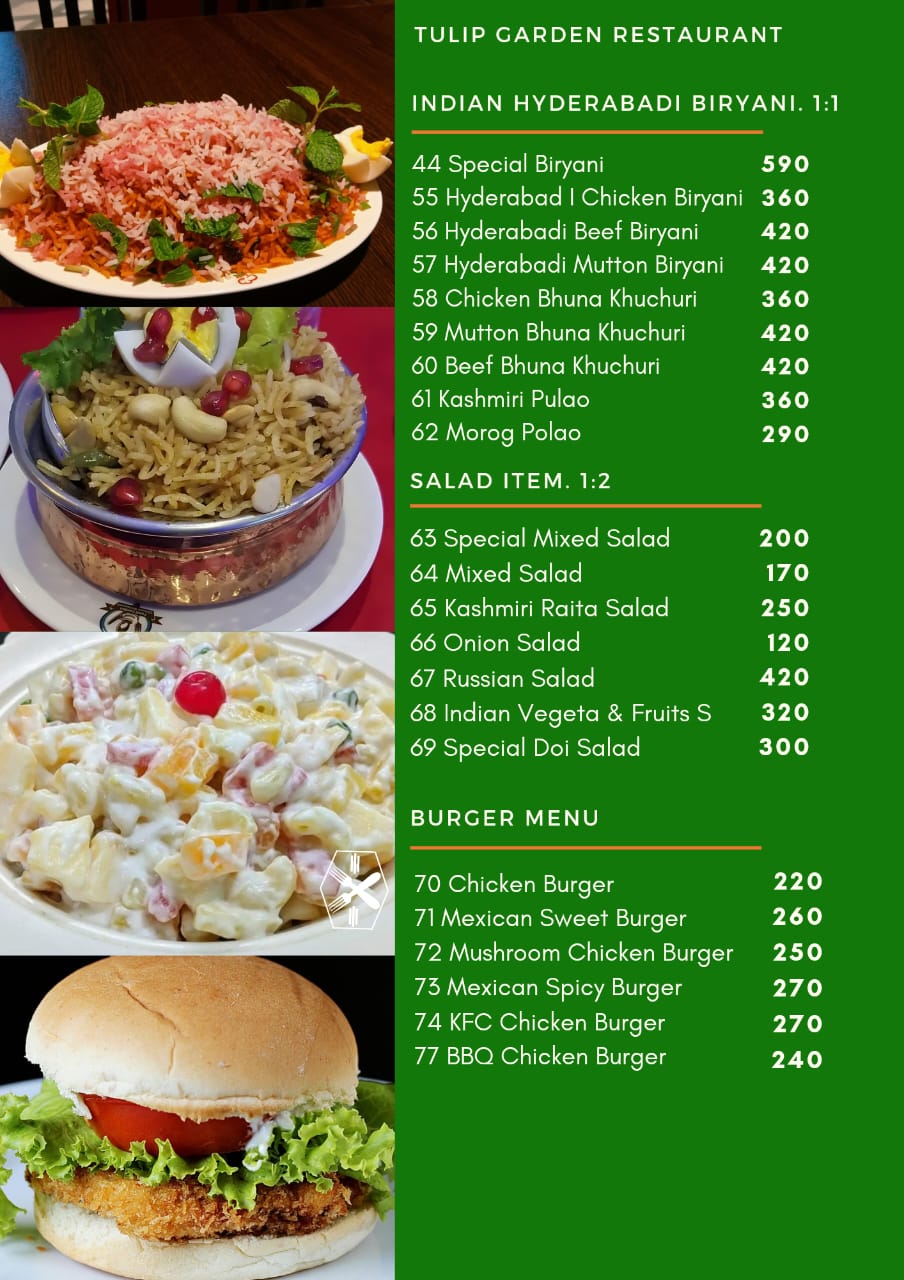 TULIP GARDEN RESTAURANT
INDIAN HYDERABADI BIRYANI. 1:1
44 Special Biryani 590
55 Hyderabad I Chicken Biryani 360
56 Hyderabadi Beef Biryani 420
57 Hyderabadi Mutton Biryani 420
58 Chicken Bhuna Khuchuri 360
59 Mutton Bhuna Khuchuri 420
60 Beef Bhuna Khuchuri 420
61 Kashmiri Pulao 360
62 Morog Polao 290
SALAD ITEM. 1:2
63 Special Mixed Salad 200
64 Mixed Salad 170
65 Kashmiri Raita Salad 250
66 Onion Salad 120
67 Russian Salad 420
68 Indian Vegeta & Fruits S 320
69 Special Doi Salad 300
BURGER MENU
70 Chicken Burger 220
71 Mexican Sweet Burger 260
72 Mushroom Chicken Burger 250
73 Mexican Spicy Burger 270
74 KFC Chicken Burger 270
77 BBQ Chicken Burger 240